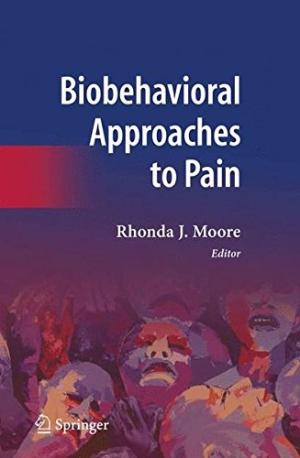 Biobehavioral
Approaches
to Pain
Rhonda J. Moore
Editor
Springer